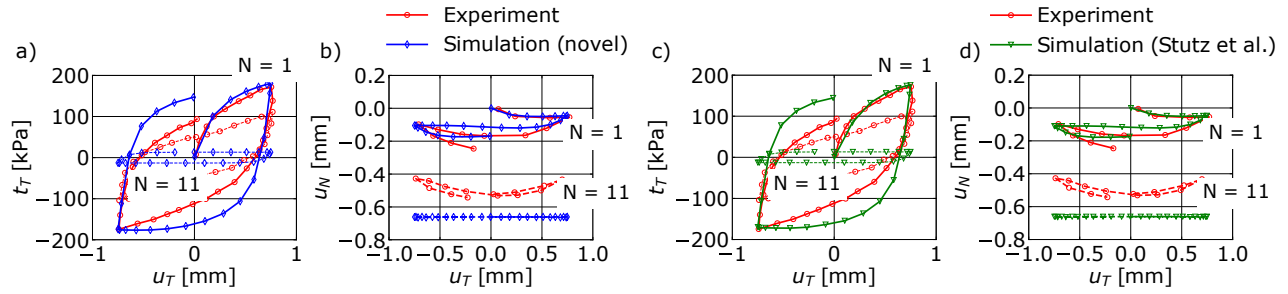 Experiment
Simulation (novel)
Experiment
Simulation (Stutz et al.)
a)
N = 1
b)
c)
N = 1
d)
200
100
0
−100
−200
t_T [kPa]
N = 11
−1
0
1
u_T [mm]
0.2
0.0
−0.2
−0.4
−0.6
−0.8
u_N [mm]
N = 1
N = 11
−1.0
−0.5
0.0
0.5
1.0
u_T [mm]
200
100
0
−100
−200
t_T [kPa]
N = 11
−1
0
1
u_T [mm]
0.2
0.0
−0.2
−0.4
−0.6
−0.8
u_N [mm]
N = 1
N = 11
−1.0
−0.5
0.0
0.5
1.0
u_T [mm]